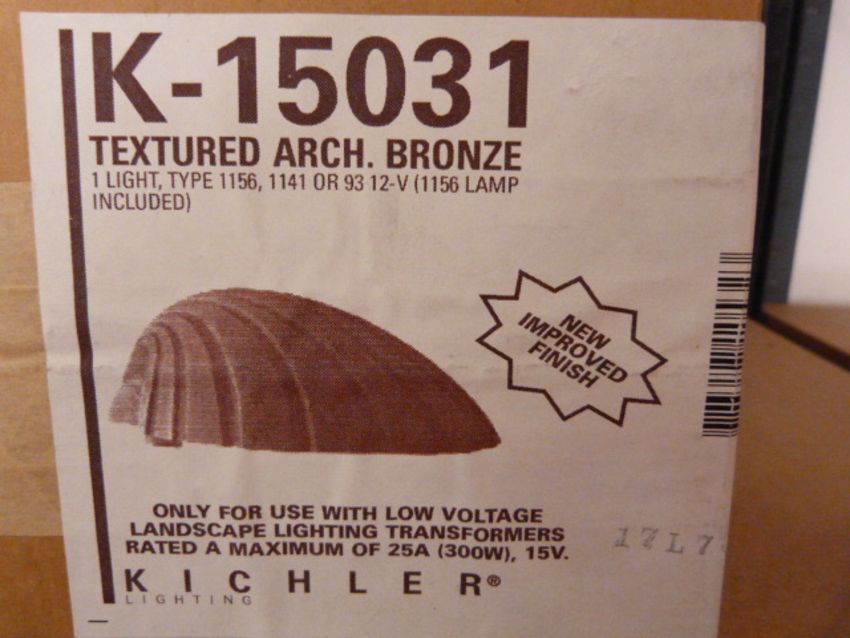 K-15031
TEXTURED ARCH. BRONZE
1 LIGHT, TYPE 1156, 1141 OR 93 12-V (1156 LAMP
INCLUDED)
NEW
IMPROVED
FINISH
ONLY FOR USE WITH LOW VOLTAGE
LANDSCAPE LIGHTING TRANSFORMERS
RATED A MAXIMUM OF 25A (300W), 15V.
17L7
KICHLER®
LIGHTING